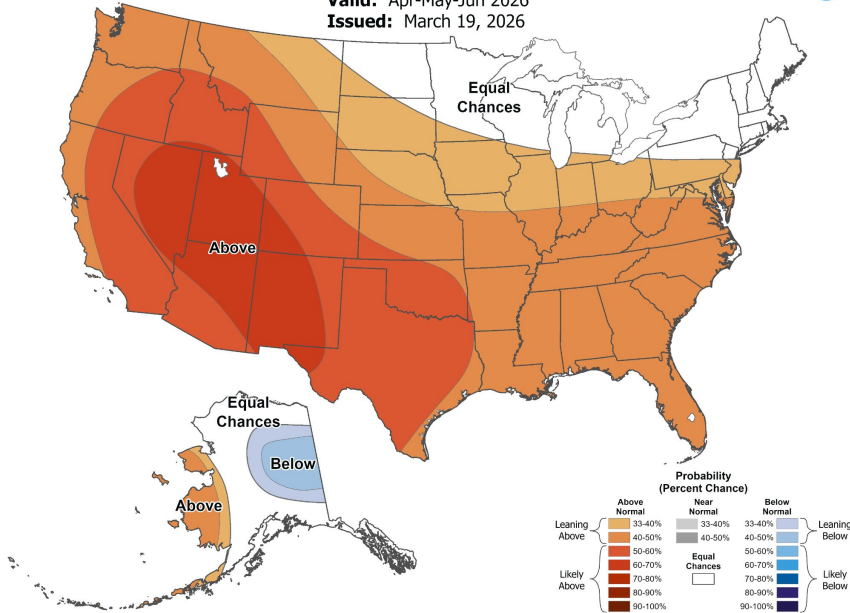 Valid: Apr-May-Jun 2026
Issued: March 19, 2026
Equal
Chances
Above
Equal
Chances
Below
Above
Probability
(Percent Chance)
Above
Normal
Near
Normal
Below
Normal
Leaning
Above
33-40%
40-50%
50-60%
60-70%
70-80%
80-90%
90-100%
Likely
Above
33-40%
40-50%
Equal
Chances
33-40%
40-50%
50-60%
60-70%
70-80%
80-90%
90-100%
Leaning
Below
Likely
Below